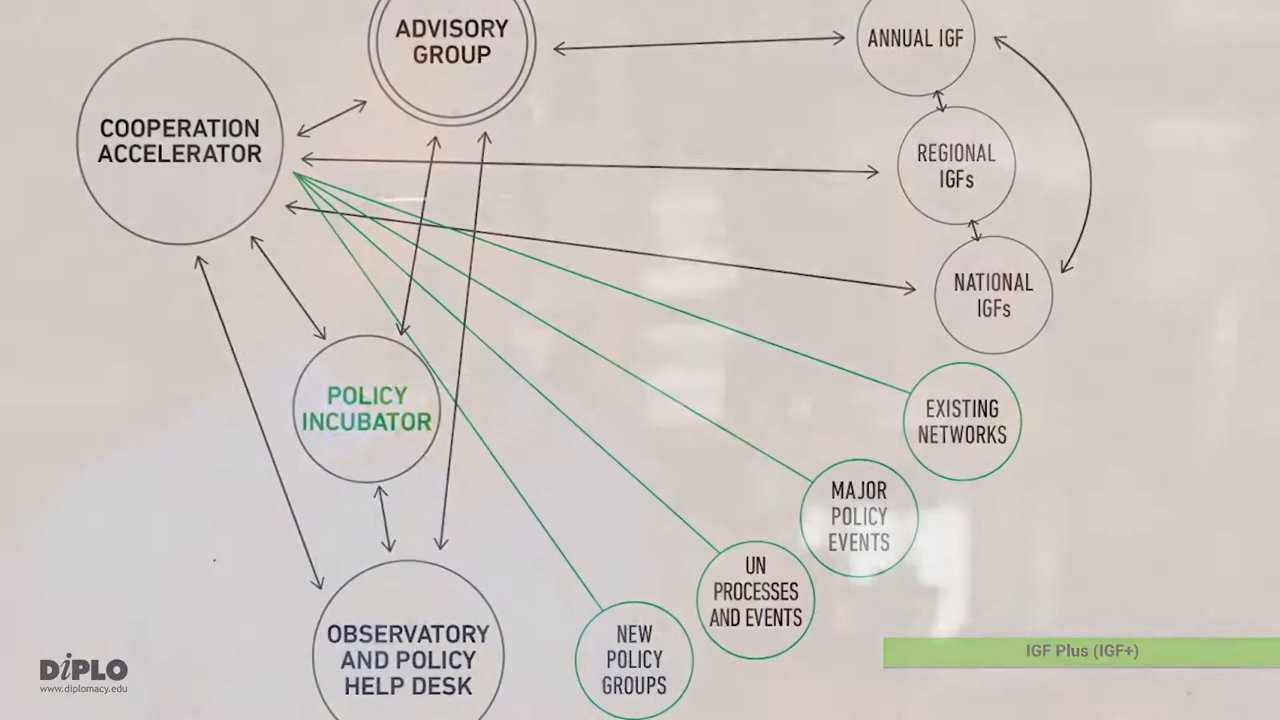 ADVISORY
GROUP
ANNUAL IGF
COOPERATION
ACCELERATOR
REGIONAL
IGFs
NATIONAL
IGFs
POLICY
INCUBATOR
EXISTING
NETWORKS
MAJOR
POLICY
EVENTS
UN
PROCESSES
AND EVENTS
OBSERVATORY
AND POLICY
HELP DESK
NEW
POLICY
GROUPS
IGF Plus (IGF+)
DiPLO
www.diplomacy.edu